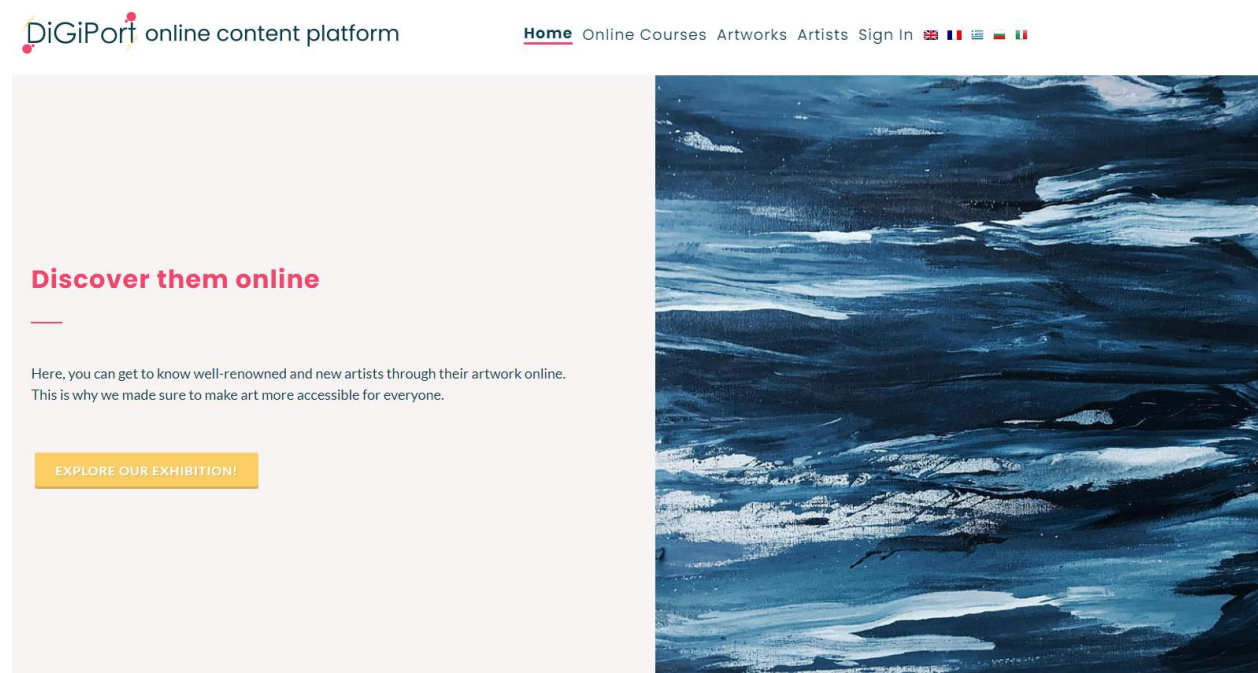 DiGiPort online content platform
Home Online Courses Artworks Artists Sign In
Discover them online
Here, you can get to know well-renowned and new artists through their artwork online.
This is why we made sure to make art more accessible for everyone.
EXPLORE OUR EXHIBITION!